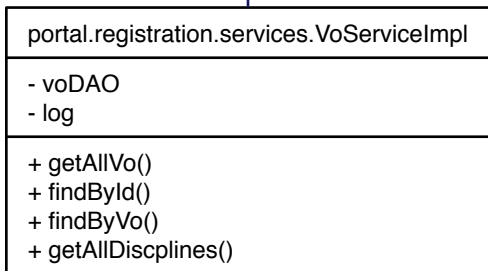 portal.registration.services.VoServiceImpl
- voDAO
- log
+ getAllVo()
+ findById()
+ findByVo()
+ getAllDiscplines()